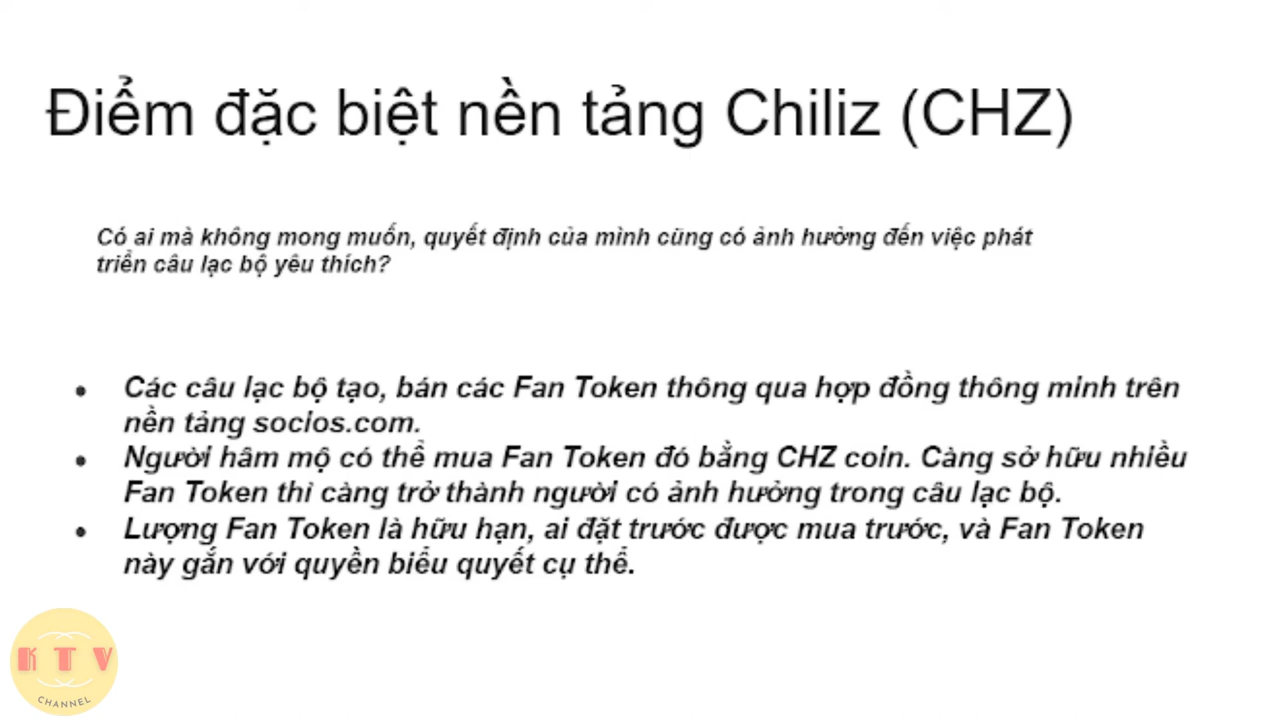 Điểm đặc biệt nền tảng Chiliz (CHZ)
Có ai mà không mong muốn, quyết định của mình cũng có ảnh hưởng đến việc phát
triển câu lạc bộ yêu thích?
• Các câu lạc bộ tạo, bán các Fan Token thông qua hợp đồng thông minh trên
nền tảng socios.com.
• Người hâm mộ có thể mua Fan Token đó bằng CHZ coin. Càng sở hữu nhiều
Fan Token thì càng trở thành người có ảnh hưởng trong câu lạc bộ.
• Lượng Fan Token là hữu hạn, ai đặt trước được mua trước, và Fan Token
này gắn với quyền biểu quyết cụ thể.
KTV
CHANNEL